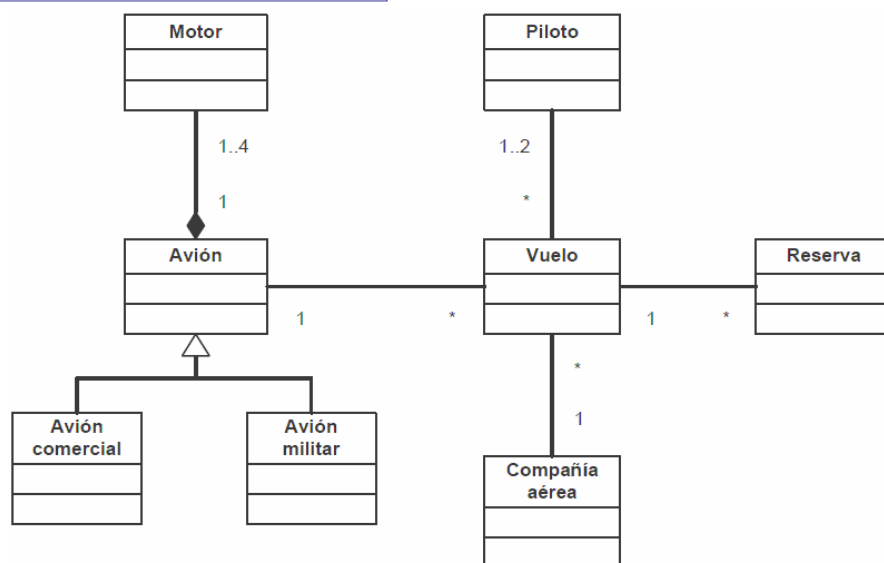 Motor
Piloto
1..4
1..2
1
*
Avión
Vuelo
Reserva
1
*
1
*
*
1
Avión
comercial
Avión
militar
Compañía
aérea